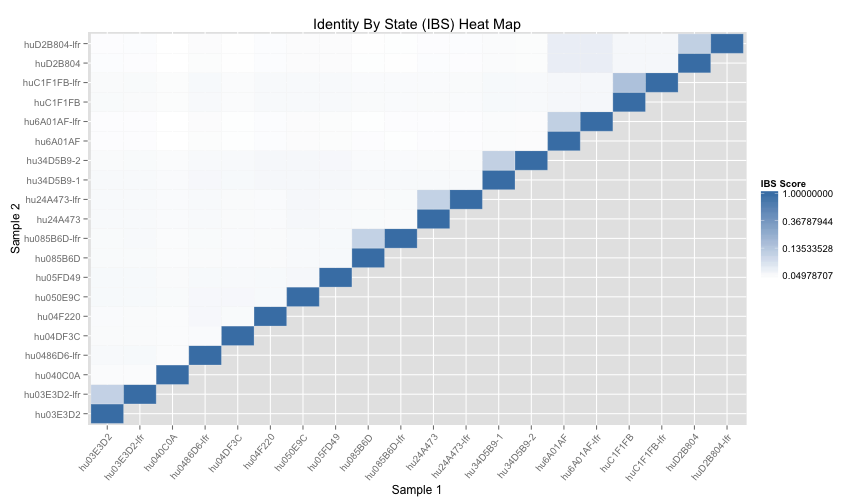 Identity By State (IBS) Heat Map
Sample 2
huD2B804-lfr
huD2B804
huC1F1FB-lfr
huC1F1FB
hu6A01AF-lfr
hu6A01AF
hu34D5B9-2
hu34D5B9-1
hu24A473-lfr
hu24A473
hu085B6D-lfr
hu085B6D
hu05FD49
hu050E9C
hu04F220
hu04DF3C
hu0486D6-lfr
hu040C0A
hu03E3D2-lfr
hu03E3D2
hu03E3D2
hu03E3D2-lfr
hu040C0A
hu0486D6-lfr
hu04DF3C
hu04F220
hu050E9C
hu05FD49
hu085B6D
hu085B6D-lfr
hu24A473
hu24A473-lfr
hu34D5B9-1
hu34D5B9-2
hu6A01AF
hu6A01AF-lfr
huC1F1FB
huC1F1FB-lfr
huD2B804
huD2B804-lfr
Sample 1
IBS Score
1.00000000
0.36787944
0.13533528
0.04978707